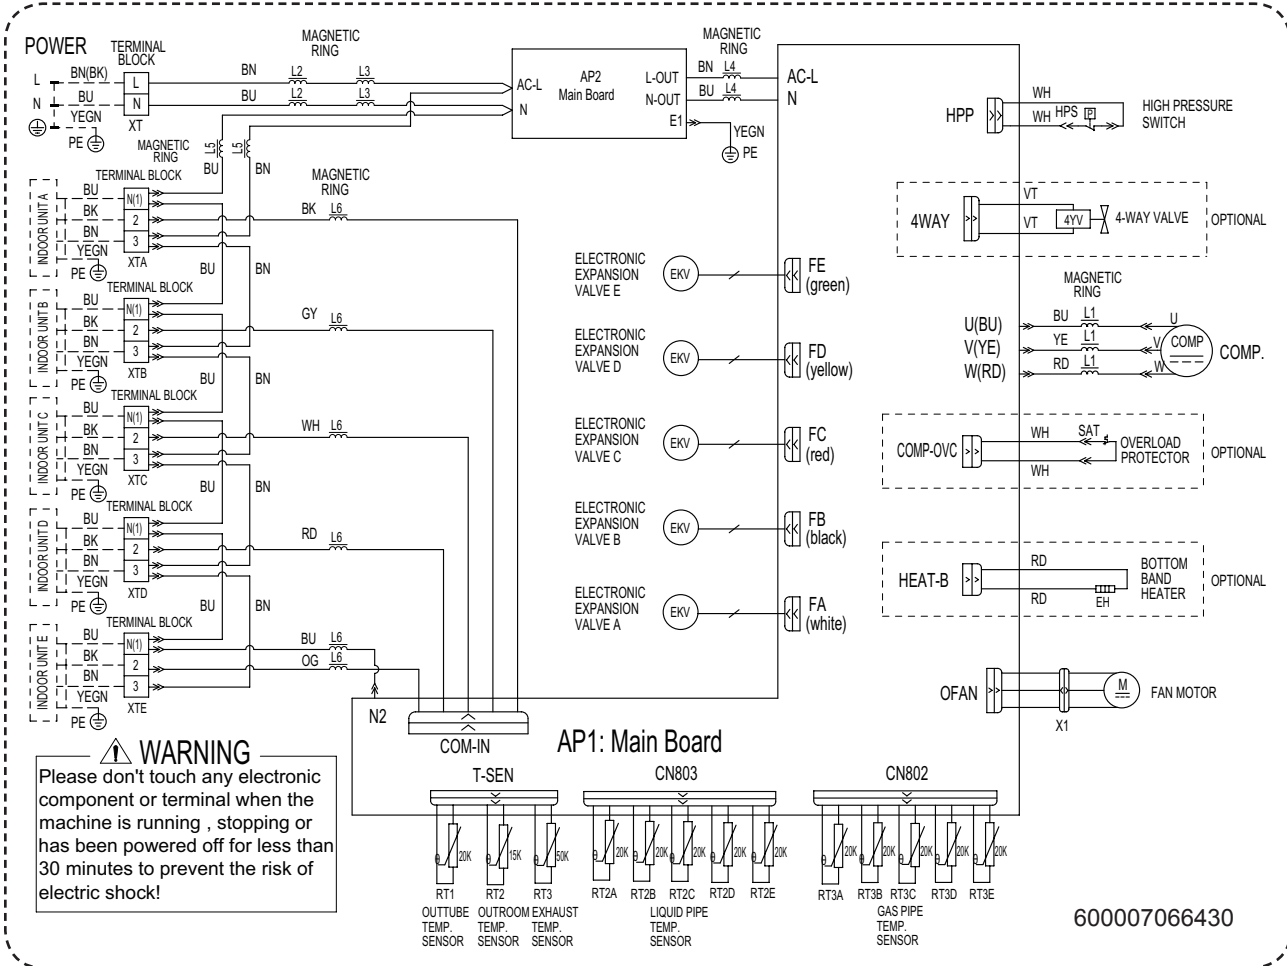 POWER
TERMINAL
BLOCK
MAGNETIC
RING
L
BN(BK)
L
N
BU
N
YEGN
XT
PE
BN
L2
L3
BU
L2
L3
AC-L
N
AP2
Main Board
L-OUT
N-OUT
E1
YEGN
PE
MAGNETIC
RING
BN
L4
BU
L4
AC-L
N
HPP
WH
WH
HPS
P
HIGH PRESSURE
SWITCH
MAGNETIC
RING
L5
L5
BU
BN
TERMINAL BLOCK
INDOOR UNIT A
BU
BK
BN
YEGN
PE
N(1)
2
3
XTA
MAGNETIC
RING
BK
L6
BU
BN
TERMINAL BLOCK
INDOOR UNIT B
BU
BK
BN
YEGN
PE
N(1)
2
3
XTB
GY
L6
BU
BN
TERMINAL BLOCK
INDOOR UNIT C
BU
BK
BN
YEGN
PE
N(1)
2
3
XTC
WH
L6
BU
BN
TERMINAL BLOCK
INDOOR UNIT D
BU
BK
BN
YEGN
PE
N(1)
2
3
XTD
RD
L6
BU
BN
TERMINAL BLOCK
INDOOR UNIT E
BU
BK
BN
YEGN
PE
N(1)
2
3
XTE
BU
L6
OG
L6
N2
COM-IN
ELECTRONIC
EXPANSION
VALVE E
EKV
FE
(green)
ELECTRONIC
EXPANSION
VALVE D
EKV
FD
(yellow)
ELECTRONIC
EXPANSION
VALVE C
EKV
FC
(red)
ELECTRONIC
EXPANSION
VALVE B
EKV
FB
(black)
ELECTRONIC
EXPANSION
VALVE A
EKV
FA
(white)
4WAY
VT
VT
4YV
4-WAY VALVE
OPTIONAL
MAGNETIC
RING
U(BU)
BU
L1
U
V(YE)
YE
L1
V
W(RD)
RD
L1
W
COMP
COMP.
COMP-OVC
WH
WH
SAT
OVERLOAD
PROTECTOR
OPTIONAL
HEAT-B
RD
RD
EH
BOTTOM
BAND
HEATER
OPTIONAL
OFAN
X1
M
FAN MOTOR
AP1: Main Board
WARNING
Please don't touch any electronic
component or terminal when the
machine is running , stopping or
has been powered off for less than
30 minutes to prevent the risk of
electric shock!
T-SEN
θ
20K
θ
15K
θ
50K
RT1
RT2
RT3
OUTTUBE
TEMP.
SENSOR
OUTROOM
TEMP.
SENSOR
EXHAUST
TEMP.
SENSOR
CN803
θ
20K
θ
20K
θ
20K
θ
20K
θ
20K
RT2A
RT2B
RT2C
RT2D
RT2E
LIQUID PIPE
TEMP.
SENSOR
CN802
θ
20K
θ
20K
θ
20K
θ
20K
θ
20K
RT3A
RT3B
RT3C
RT3D
RT3E
GAS PIPE
TEMP.
SENSOR
600007066430